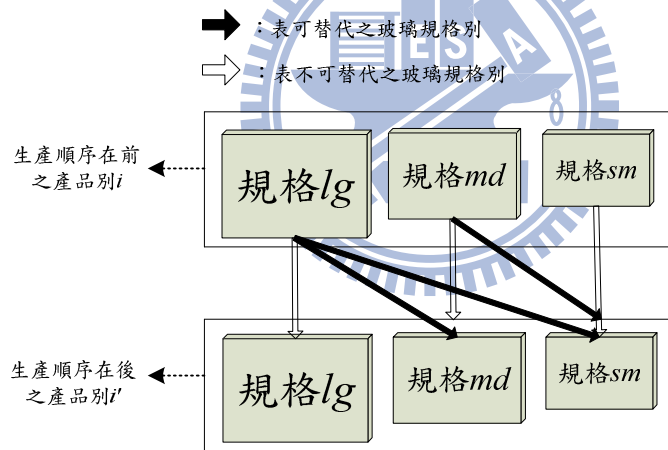 ：表可替代之玻璃規格別
：表不可替代之玻璃規格別
ESA
8
生產順序在前
之產品別i
規格lg
規格md
規格sm
生產順序在後
之產品別i'
規格lg
規格md
規格sm